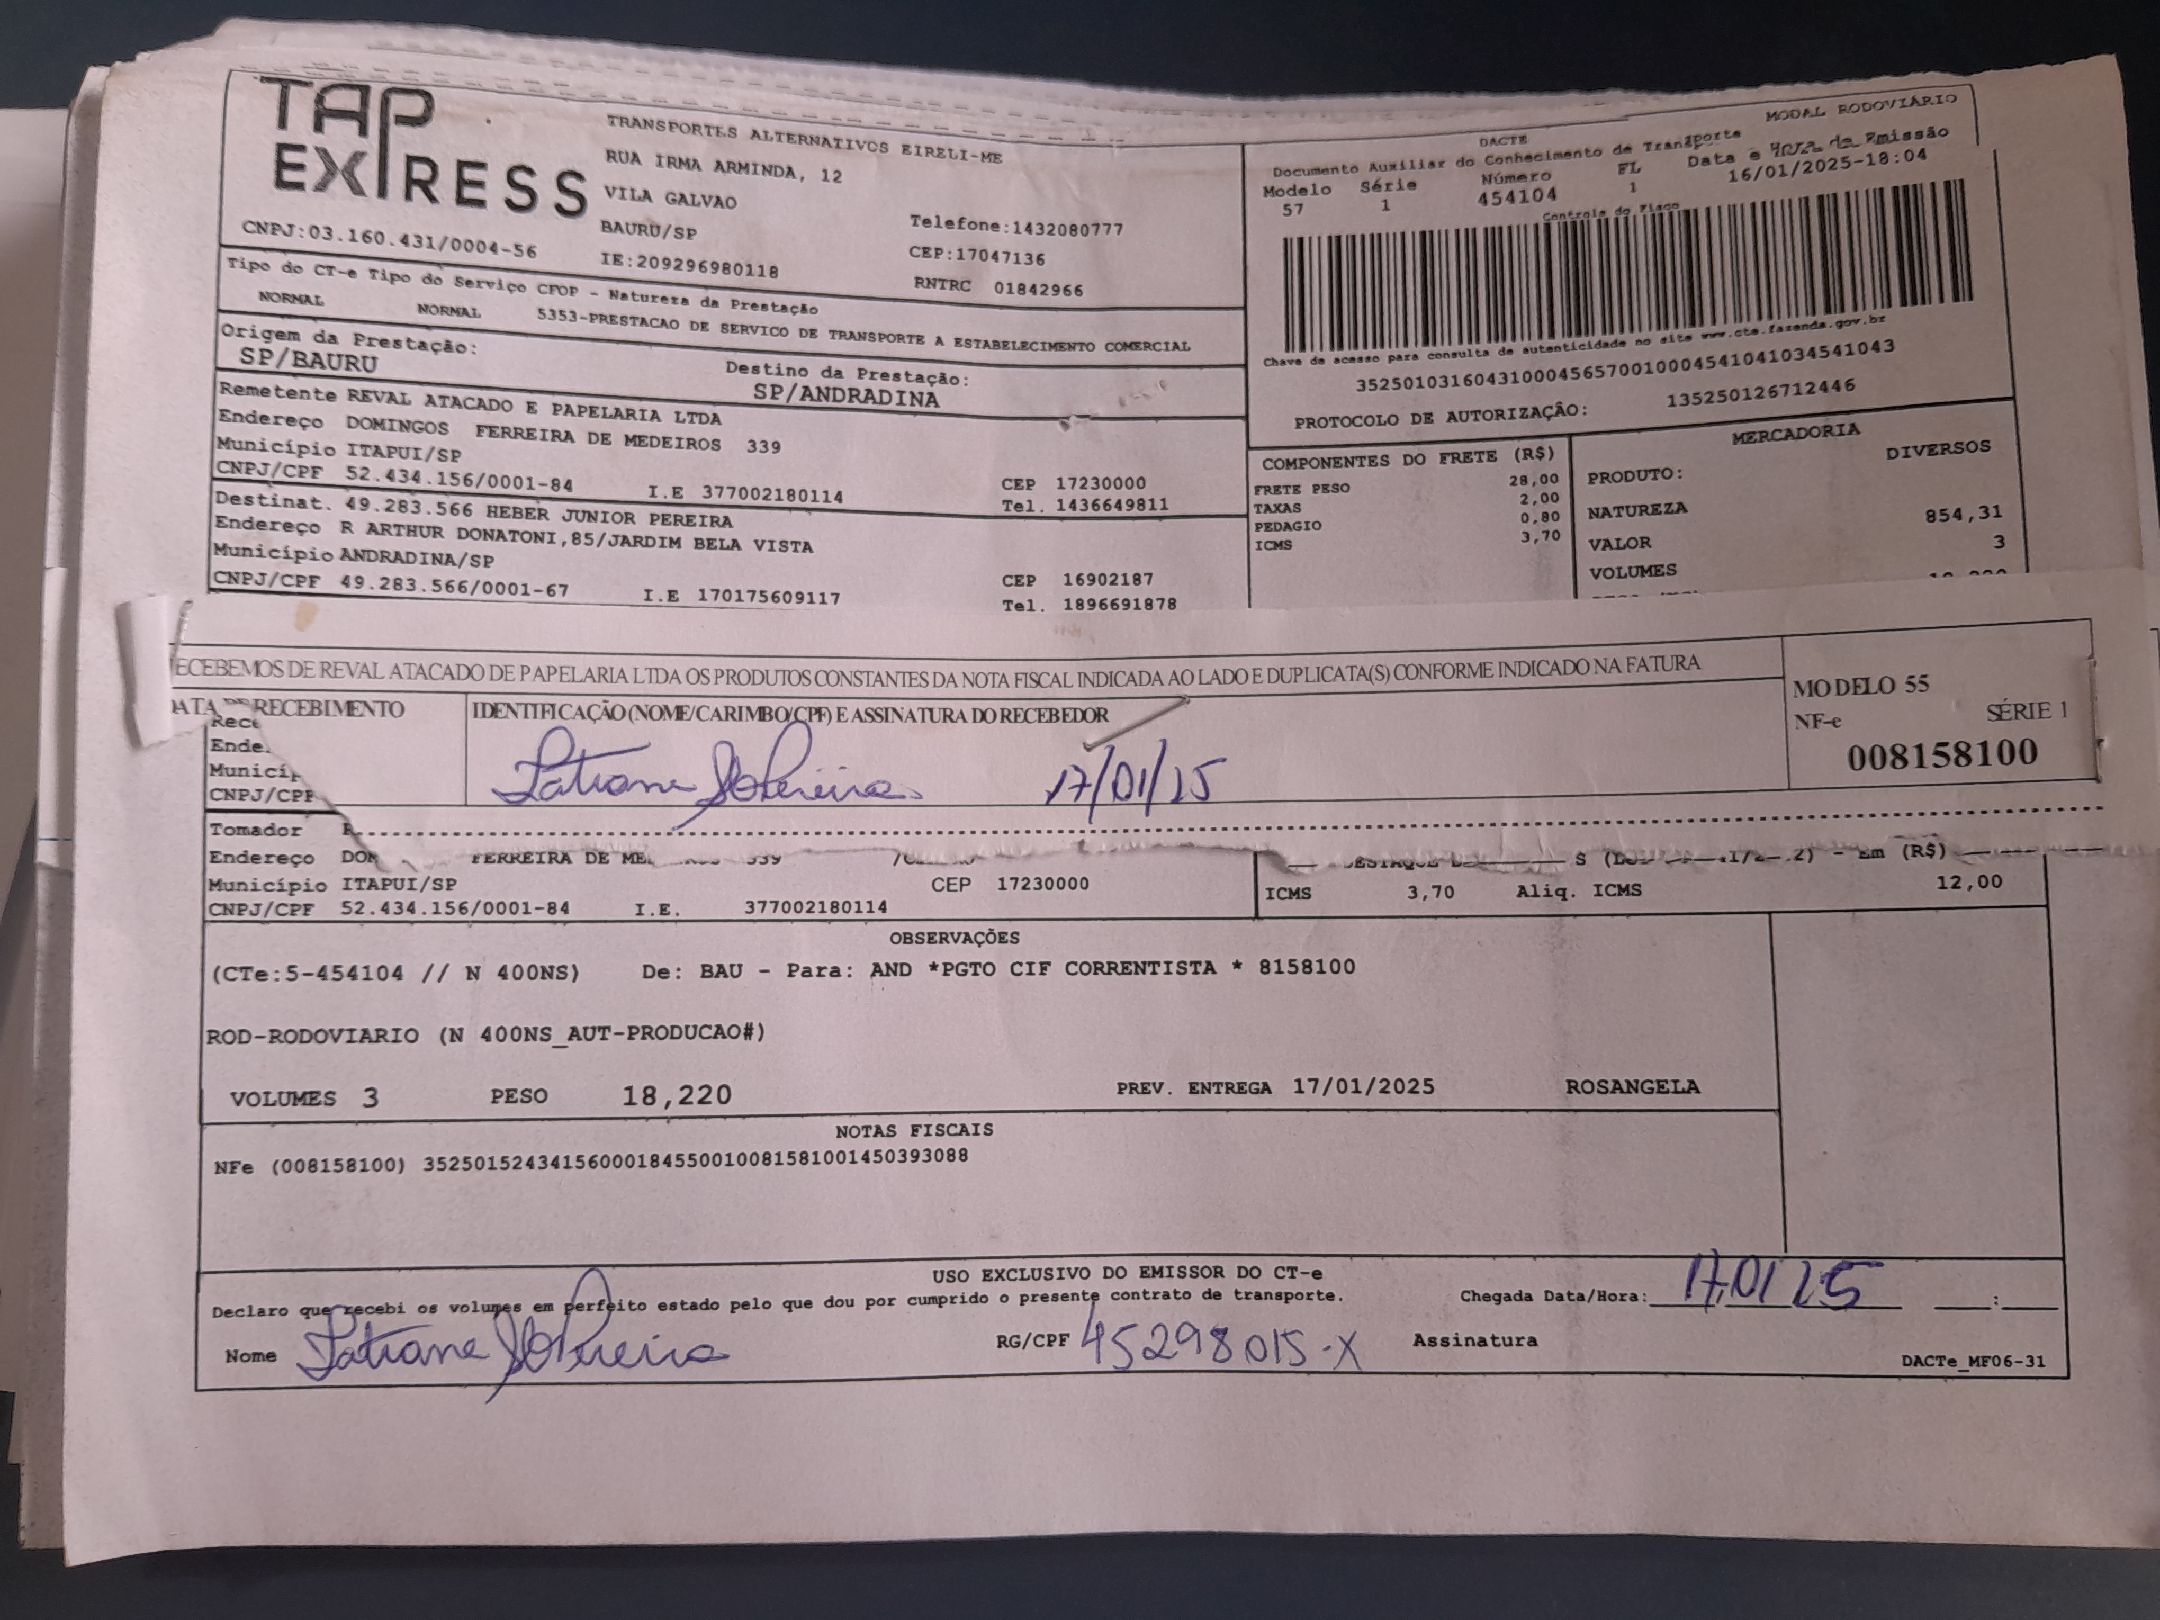 TAP EXPRESS
TRANSPORTES ALTERNATIVOS EIRELI-ME
RUA IRMA ARMINDA, 12
VILA GALVAO
BAURU/SP Telefone:1432080777
CNPJ:03.160.431/0004-56 IE:209296980118 CEP:17047136
RNTRC 01842966
Tipo do CT-e Tipo do Serviço CFOP - Natureza da Prestação
NORMAL NORMAL 5353-PRESTACAO DE SERVICO DE TRANSPORTE A ESTABELECIMENTO COMERCIAL
Origem da Prestação: Destino da Prestação:
SP/BAURU SP/ANDRADINA
Remetente REVAL ATACADO E PAPELARIA LTDA
Endereço DOMINGOS FERREIRA DE MEDEIROS 339
Município ITAPUI/SP CEP 17230000
CNPJ/CPF 52.434.156/0001-84 I.E 377002180114 Tel. 1436649811
Destinat. 49.283.566 HEBER JUNIOR PEREIRA
Endereço R ARTHUR DONATONI,85/JARDIM BELA VISTA
Município ANDRADINA/SP CEP 16902187
CNPJ/CPF 49.283.566/0001-67 I.E 170175609117 Tel. 1896691878
DACTE MODAL RODOVIÁRIO
Documento Auxiliar do Conhecimento de Transporte
Modelo Série Número FL Data e Hora de Emissão
57 1 454104 1 16/01/2025-18:04
Controle do Fisco
Chave de acesso para consulta de autenticidade no site www.cte.fazenda.gov.br
35250103160431000456570010004541041034541043
PROTOCOLO DE AUTORIZAÇÃO: 135250126712446
COMPONENTES DO FRETE (R$)
FRETE PESO 28,00
TAXAS 2,00
PEDAGIO 0,80
ICMS 3,70
MERCADORIA
PRODUTO: DIVERSOS
NATUREZA
VALOR 854,31
VOLUMES 3
ECEBEMOS DE REVAL ATACADO DE PAPELARIA LTDA OS PRODUTOS CONSTANTES DA NOTA FISCAL INDICADA AO LADO E DUPLICATA(S) CONFORME INDICADO NA FATURA
ATA DE RECEBIMENTO IDENTIFICAÇÃO (NOME/CARIMBO/CPF) E ASSINATURA DO RECEBEDOR
Tatiane 17/01/25
MODELO 55
NF-e SÉRIE 1
008158100
Rece
Ende
Municíp
CNPJ/CPF
Tomador
Endereço DOM FERREIRA DE ME 339
Município ITAPUI/SP CEP 17230000
CNPJ/CPF 52.434.156/0001-84 I.E. 377002180114
Em (R$)
ICMS 3,70 Aliq. ICMS 12,00
OBSERVAÇÕES
(CTe:5-454104 // N 400NS) De: BAU - Para: AND *PGTO CIF CORRENTISTA * 8158100
ROD-RODOVIARIO (N 400NS_AUT-PRODUCAO#)
VOLUMES 3 PESO 18,220 PREV. ENTREGA 17/01/2025 ROSANGELA
NOTAS FISCAIS
NFe (008158100) 35250152434156000184550010081581001450393088
USO EXCLUSIVO DO EMISSOR DO CT-e
Declaro que recebi os volumes em perfeito estado pelo que dou por cumprido o presente contrato de transporte. Chegada Data/Hora: 17.01 25 :
Nome Tatiane RG/CPF 45298015-X Assinatura
DACTe_MF06-31